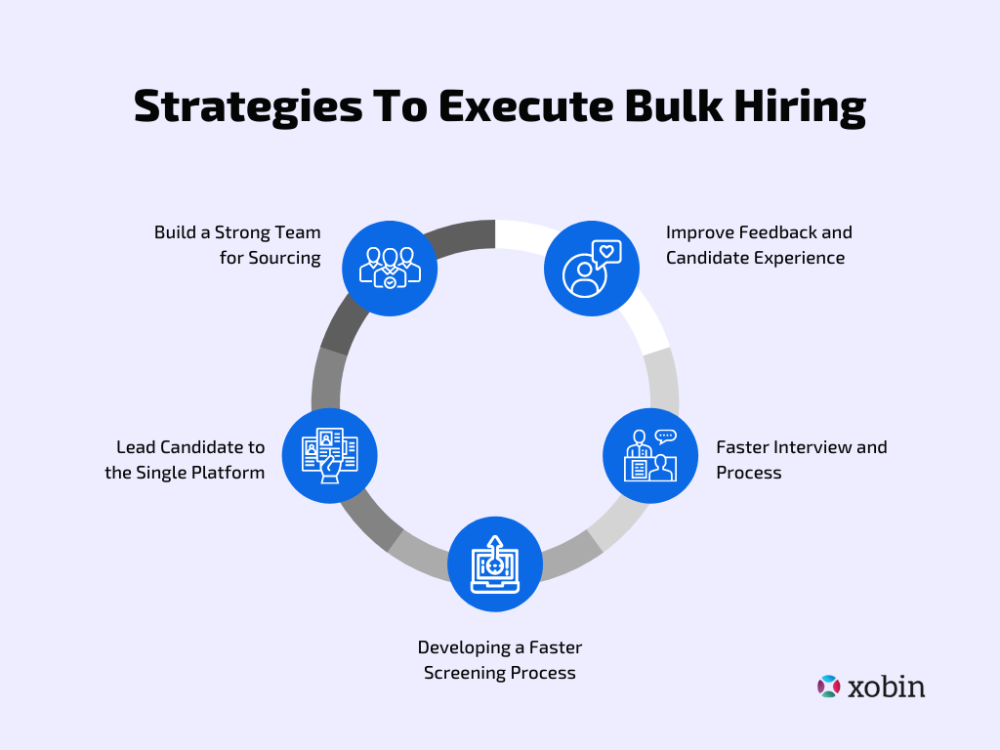 Strategies To Execute Bulk Hiring
Build a Strong Team
for Sourcing
Improve Feedback and
Candidate Experience
Lead Candidate to
the Single Platform
Faster Interview and
Process
Developing a Faster
Screening Process
xobin